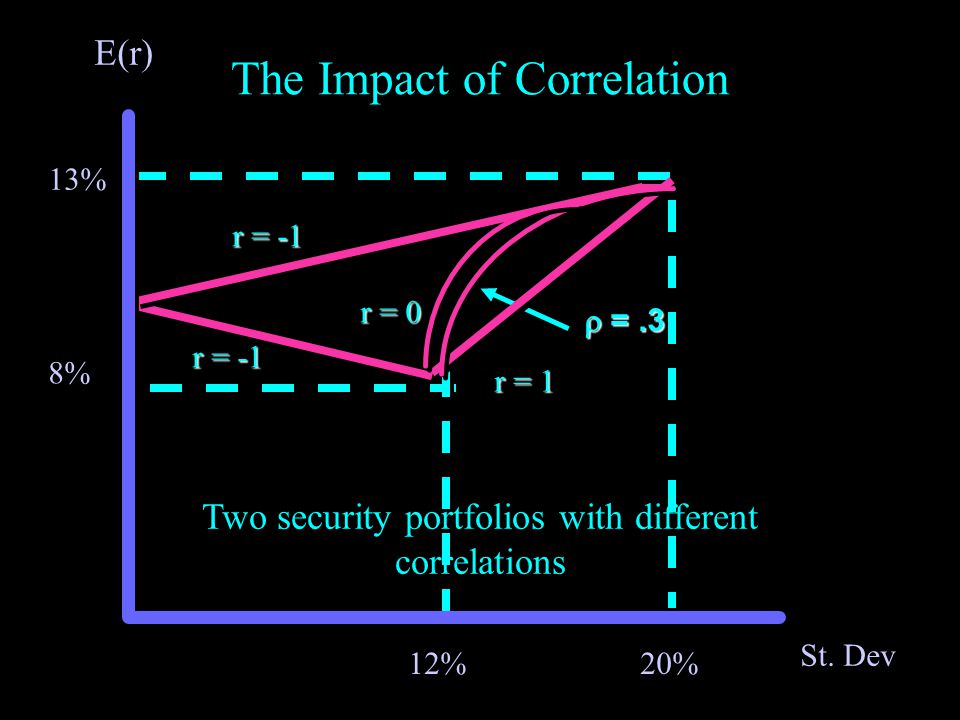 E(r)
The Impact of Correlation
13%
r = -1
r = 0
ρ = .3
r = -1
8%
r = 1
Two security portfolios with different
correlations
12%
20%
St. Dev